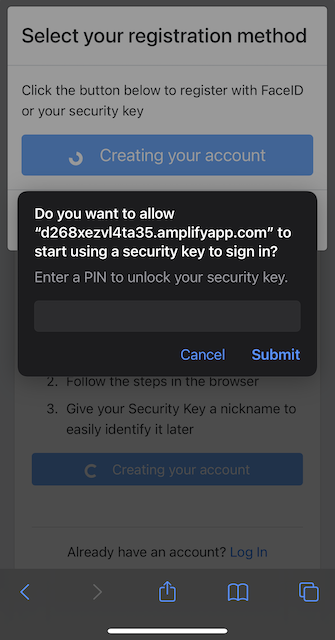 Select your registration method
Click the button below to register with FaceID
or your security key
Creating your account
Do you want to allow
“d268xezvl4ta35.amplifyapp.com” to
start using a security key to sign in?
Enter a PIN to unlock your security key.
Cancel Submit
2. Follow the steps in the browser
3. Give your Security Key a nickname to
easily identify it later
Creating your account
Already have an account? Log In